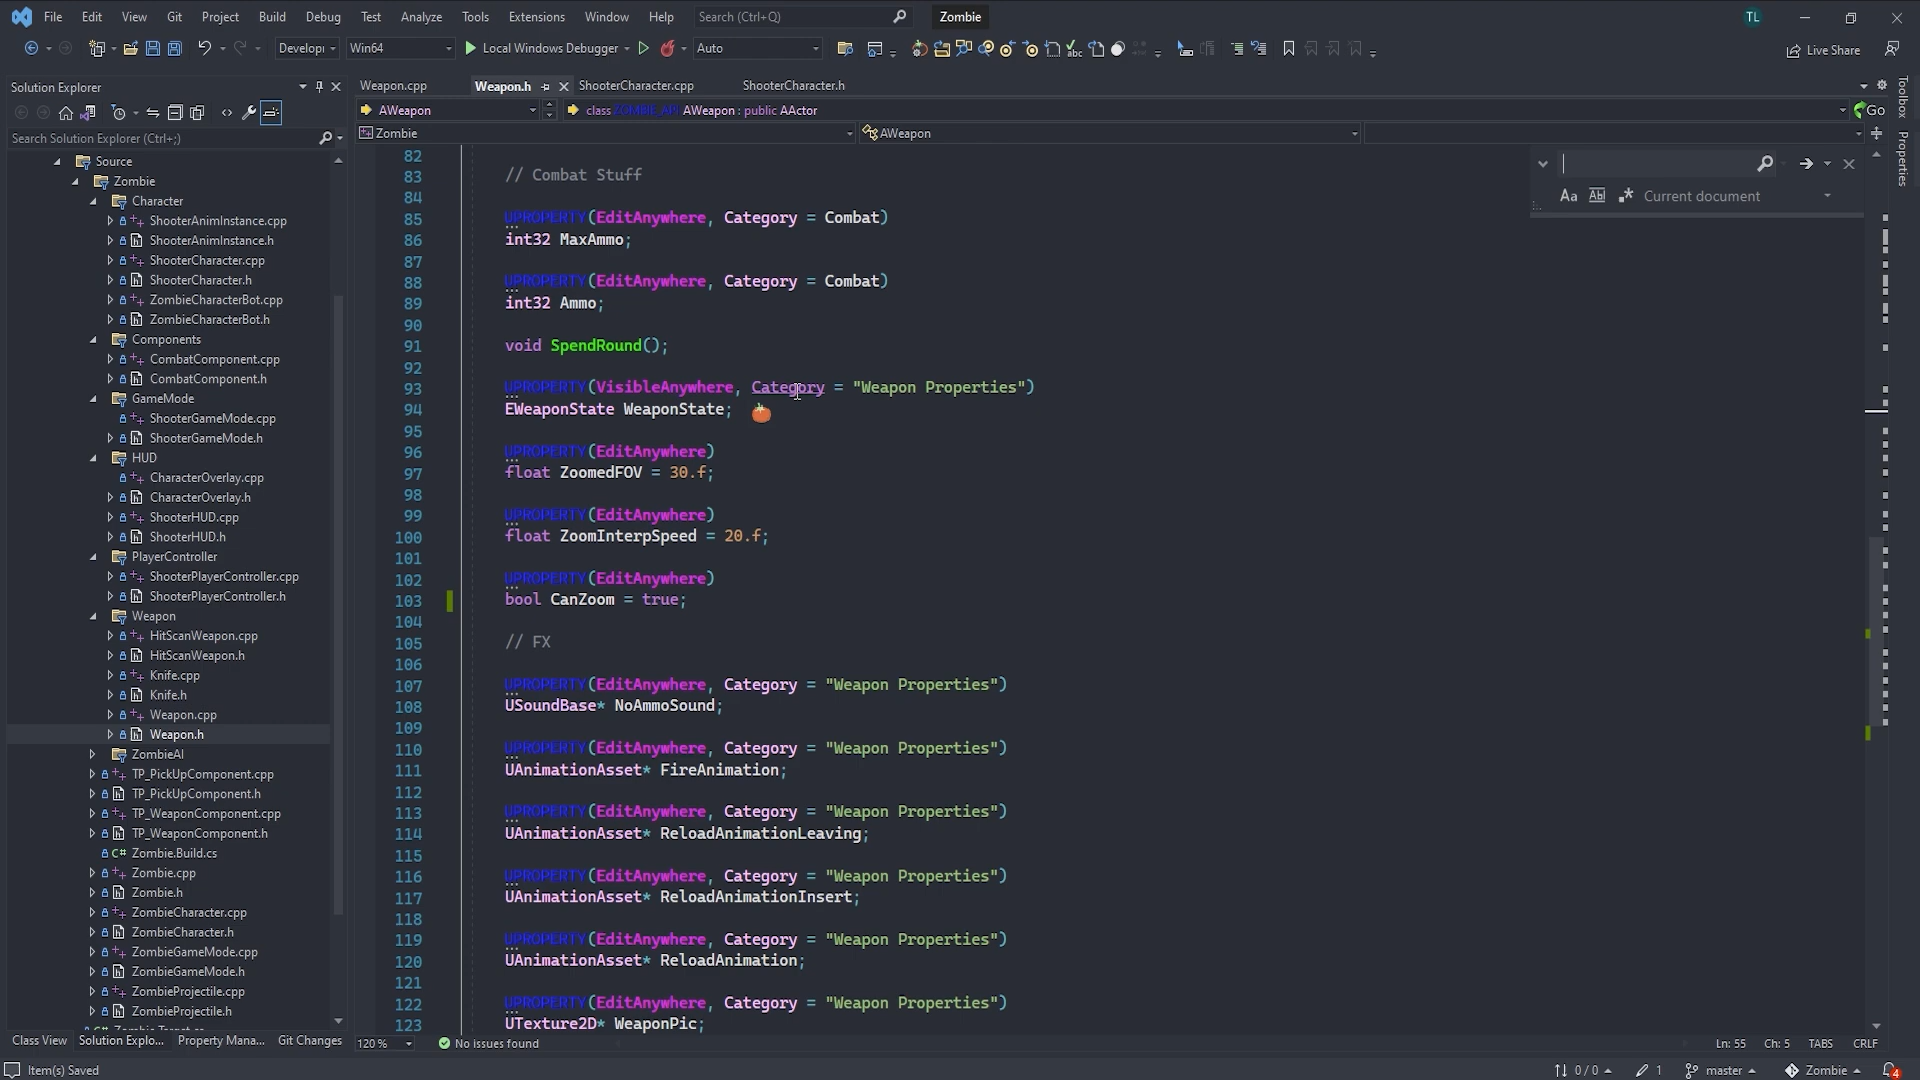 File Edit View Git Project Build Debug Test Analyze Tools Extensions Window Help Search (Ctrl+Q) Zombie TL
Develop Win64 Local Windows Debugger Auto Live Share
Solution Explorer
Search Solution Explorer (Ctrl+;)
Source
Zombie
Character
ShooterAnimInstance.cpp
ShooterAnimInstance.h
ShooterCharacter.cpp
ShooterCharacter.h
ZombieCharacterBot.cpp
ZombieCharacterBot.h
Components
CombatComponent.cpp
CombatComponent.h
GameMode
ShooterGameMode.cpp
ShooterGameMode.h
HUD
CharacterOverlay.cpp
CharacterOverlay.h
ShooterHUD.cpp
ShooterHUD.h
PlayerController
ShooterPlayerController.cpp
ShooterPlayerController.h
Weapon
HitScanWeapon.cpp
HitScanWeapon.h
Knife.cpp
Knife.h
Weapon.cpp
Weapon.h
ZombieAI
TP_PickUpComponent.cpp
TP_PickUpComponent.h
TP_WeaponComponent.cpp
TP_WeaponComponent.h
C# Zombie.Build.cs
Zombie.cpp
Zombie.h
ZombieCharacter.cpp
ZombieCharacter.h
ZombieGameMode.cpp
ZombieGameMode.h
ZombieProjectile.cpp
ZombieProjectile.h
Class View Solution Explo... Property Mana... Git Changes
Weapon.cpp Weapon.h ShooterCharacter.cpp ShooterCharacter.h
AWeapon class ZOMBIE_API AWeapon : public AActor Go
Zombie AWeapon
Aa Ab Current document
Toolbox
Properties
82
83 // Combat Stuff
84
85 UPROPERTY(EditAnywhere, Category = Combat)
86 int32 MaxAmmo;
87
88 UPROPERTY(EditAnywhere, Category = Combat)
89 int32 Ammo;
90
91 void SpendRound();
92
93 UPROPERTY(VisibleAnywhere, Category = "Weapon Properties")
94 EWeaponState WeaponState;
95
96 UPROPERTY(EditAnywhere)
97 float ZoomedFOV = 30.f;
98
99 UPROPERTY(EditAnywhere)
100 float ZoomInterpSpeed = 20.f;
101
102 UPROPERTY(EditAnywhere)
103 bool CanZoom = true;
104
105 // FX
106
107 UPROPERTY(EditAnywhere, Category = "Weapon Properties")
108 USoundBase* NoAmmoSound;
109
110 UPROPERTY(EditAnywhere, Category = "Weapon Properties")
111 UAnimationAsset* FireAnimation;
112
113 UPROPERTY(EditAnywhere, Category = "Weapon Properties")
114 UAnimationAsset* ReloadAnimationLeaving;
115
116 UPROPERTY(EditAnywhere, Category = "Weapon Properties")
117 UAnimationAsset* ReloadAnimationInsert;
118
119 UPROPERTY(EditAnywhere, Category = "Weapon Properties")
120 UAnimationAsset* ReloadAnimation;
121
122 UPROPERTY(EditAnywhere, Category = "Weapon Properties")
123 UTexture2D* WeaponPic;
120 % No issues found Ln: 55 Ch: 5 TABS CRLF
Item(s) Saved 0 / 0 1 master Zombie 4